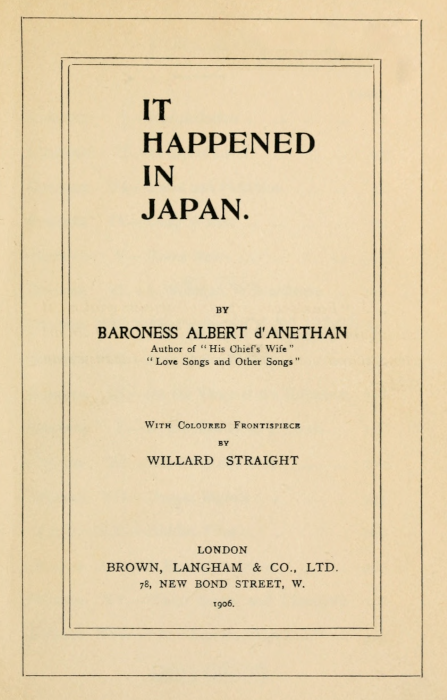 IT
HAPPENED
IN
JAPAN.
BY
BARONESS ALBERT d'ANETHAN
Author of "His Chief's Wife"
"Love Songs and Other Songs"
WITH COLOURED FRONTISPIECE
BY
WILLARD STRAIGHT
LONDON
BROWN, LANGHAM & CO., LTD.
78, NEW BOND STREET, W.
1906.